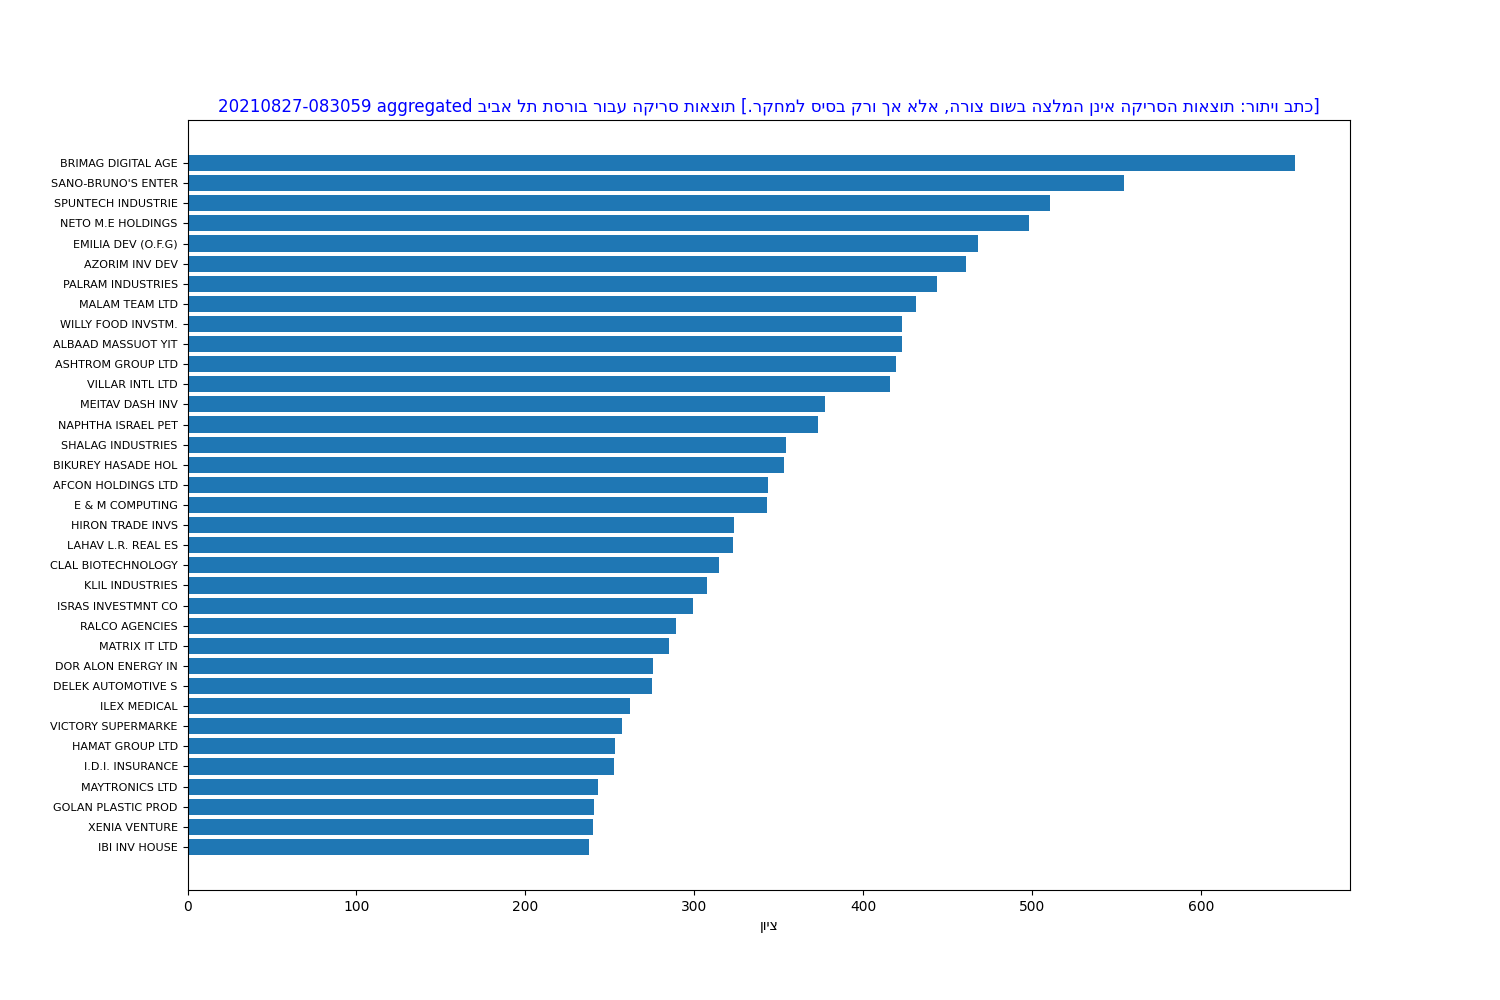 20210827-083059 aggregated תוצאות סריקה עבור בורסת תל אביב [כתב ויתור: תוצאות הסריקה אינן המלצה בשום צורה, אלא אך ורק בסיס למחקר.]
BRIMAG DIGITAL AGE
SANO-BRUNO'S ENTER
SPUNTECH INDUSTRIE
NETO M.E HOLDINGS
EMILIA DEV (O.F.G)
AZORIM INV DEV
PALRAM INDUSTRIES
MALAM TEAM LTD
WILLY FOOD INVSTM.
ALBAAD MASSUOT YIT
ASHTROM GROUP LTD
VILLAR INTL LTD
MEITAV DASH INV
NAPHTHA ISRAEL PET
SHALAG INDUSTRIES
BIKUREY HASADE HOL
AFCON HOLDINGS LTD
E & M COMPUTING
HIRON TRADE INVS
LAHAV L.R. REAL ES
CLAL BIOTECHNOLOGY
KLIL INDUSTRIES
ISRAS INVESTMNT CO
RALCO AGENCIES
MATRIX IT LTD
DOR ALON ENERGY IN
DELEK AUTOMOTIVE S
ILEX MEDICAL
VICTORY SUPERMARKE
HAMAT GROUP LTD
I.D.I. INSURANCE
MAYTRONICS LTD
GOLAN PLASTIC PROD
XENIA VENTURE
IBI INV HOUSE
0 100 200 300 400 500 600
ציון